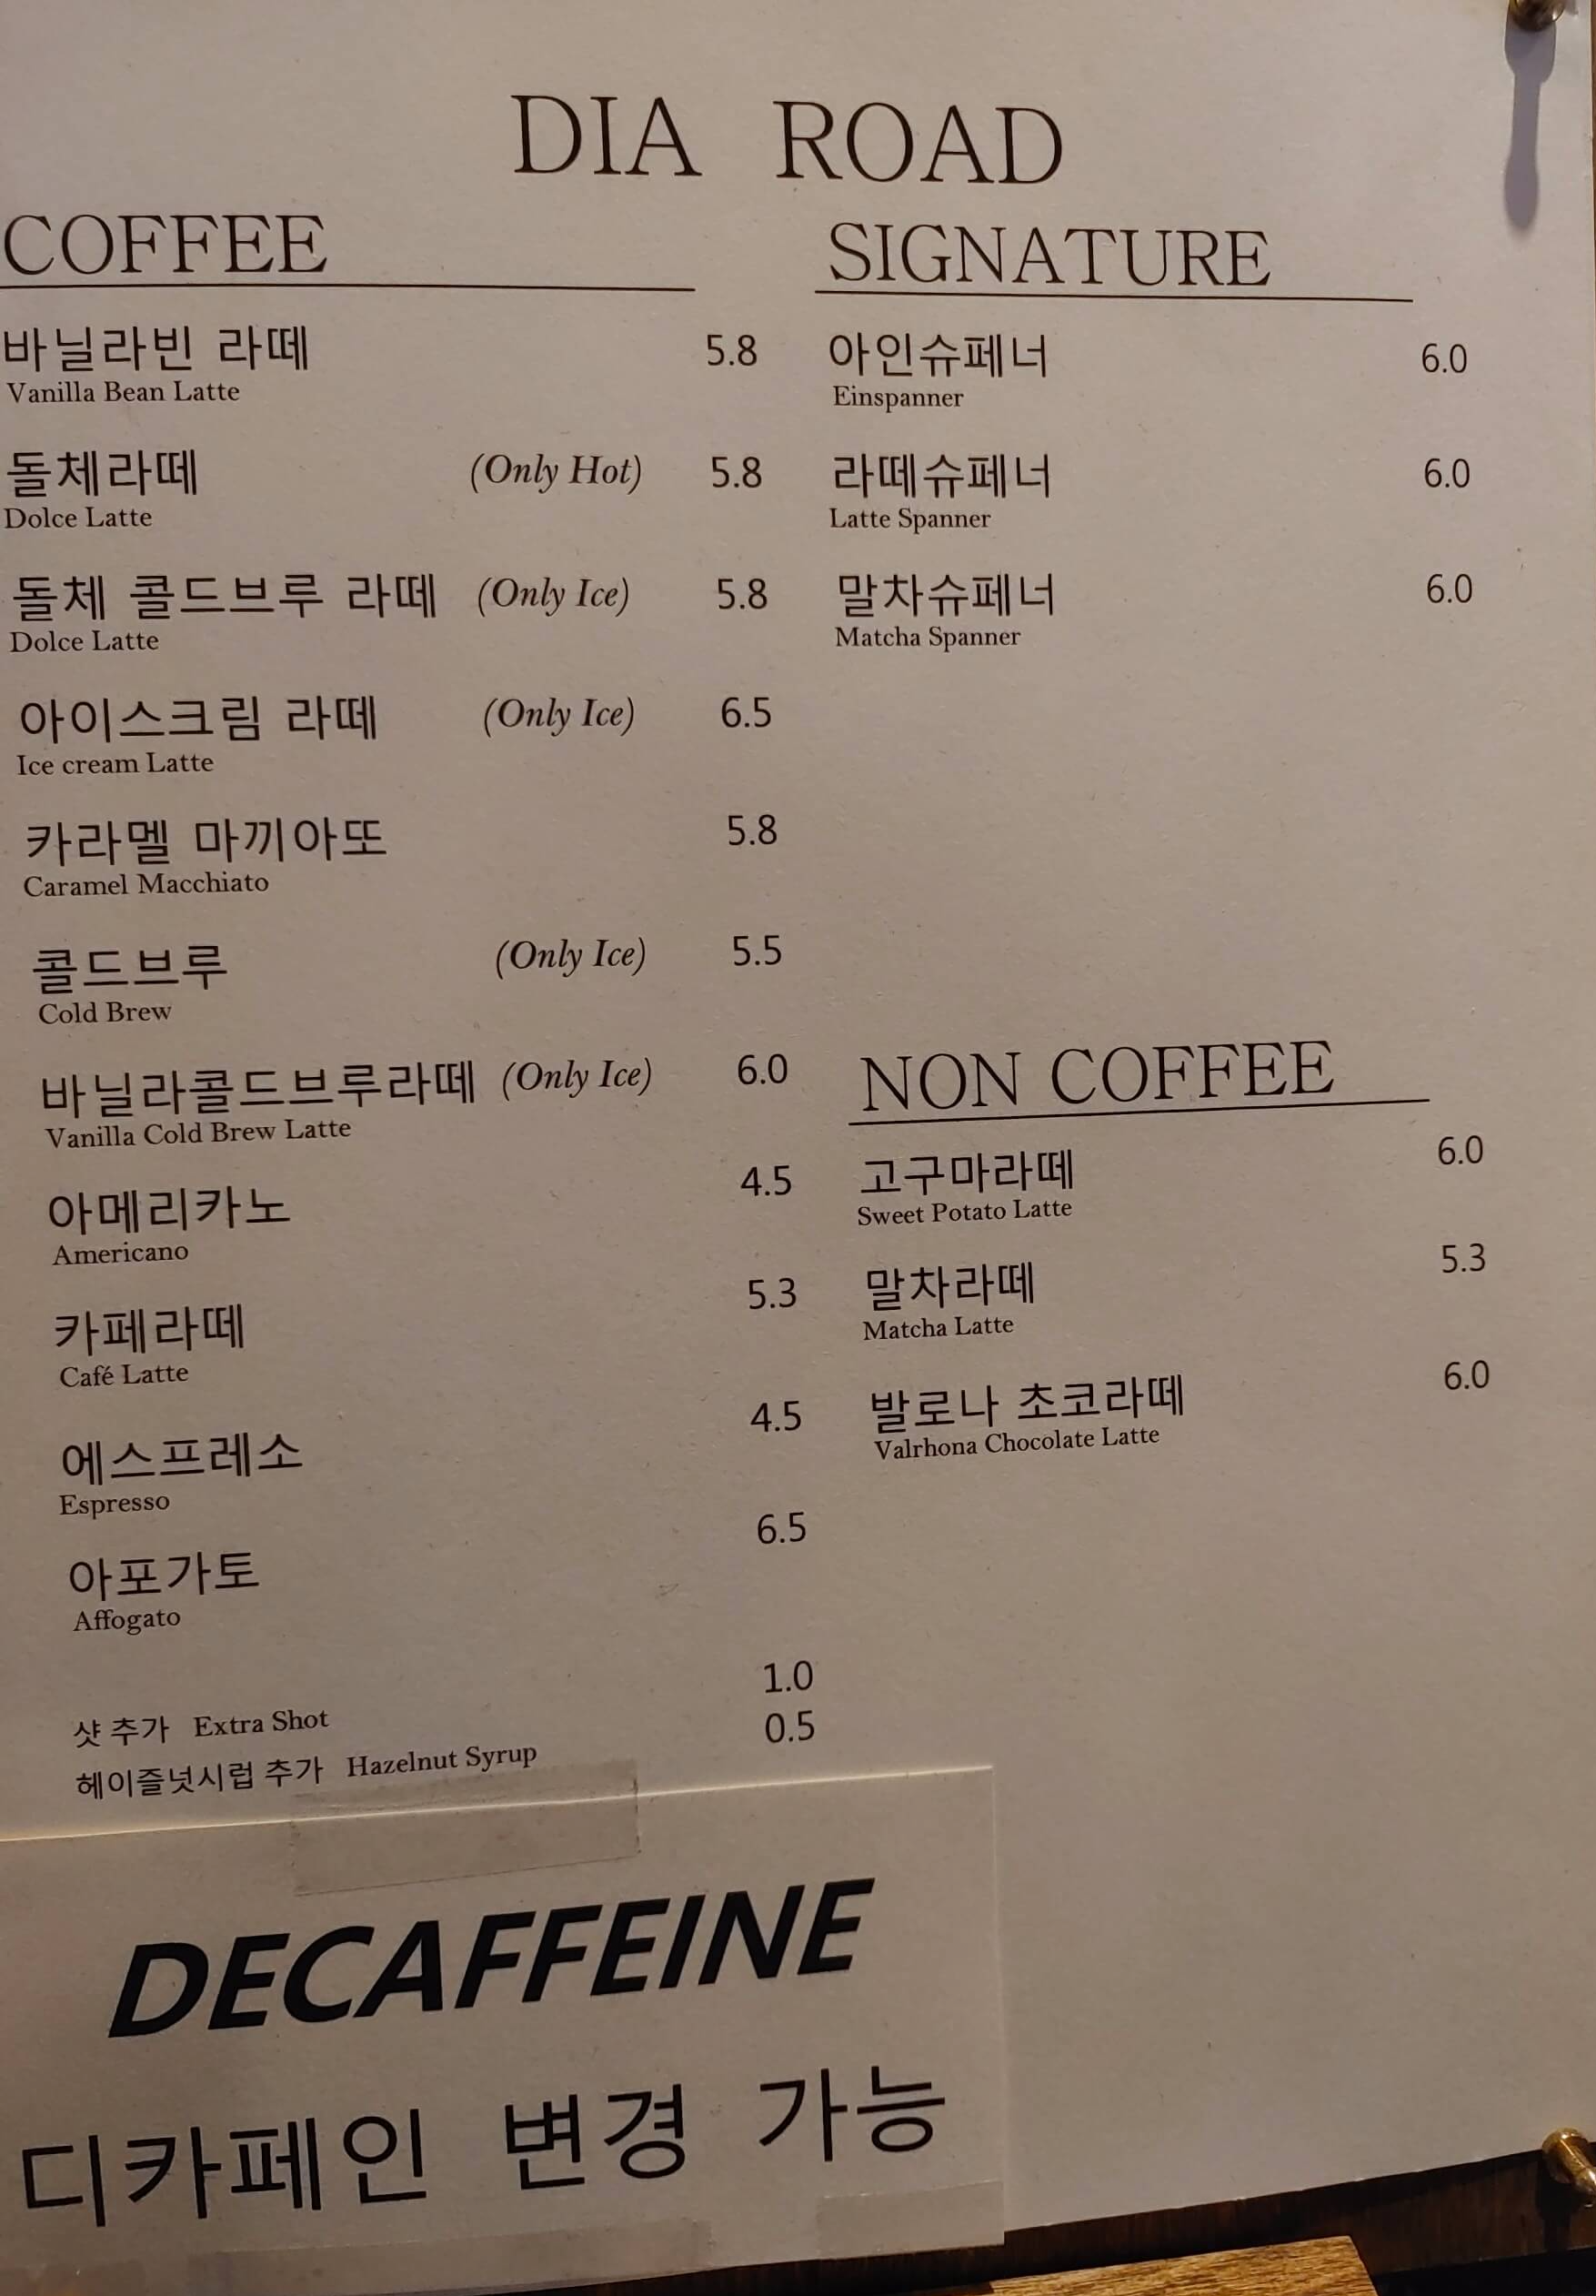 DIA ROAD
COFFEE
바닐라빈 라떼 5.8
Vanilla Bean Latte
돌체라떼 (Only Hot) 5.8
Dolce Latte
돌체 콜드브루 라떼 (Only Ice) 5.8
Dolce Latte
아이스크림 라떼 (Only Ice) 6.5
Ice cream Latte
카라멜 마끼아또 5.8
Caramel Macchiato
콜드브루 (Only Ice) 5.5
Cold Brew
바닐라콜드브루라떼 (Only Ice) 6.0
Vanilla Cold Brew Latte
아메리카노 4.5
Americano
카페라떼 5.3
Café Latte
에스프레소 4.5
Espresso
아포가토 6.5
Affogato
샷 추가 Extra Shot 1.0
헤이즐넛시럽 추가 Hazelnut Syrup 0.5
SIGNATURE
아인슈페너 6.0
Einspanner
라떼슈페너 6.0
Latte Spanner
말차슈페너 6.0
Matcha Spanner
NON COFFEE
고구마라떼 6.0
Sweet Potato Latte
말차라떼 5.3
Matcha Latte
발로나 초코라떼 6.0
Valrhona Chocolate Latte
DECAFFEINE
디카페인 변경 가능